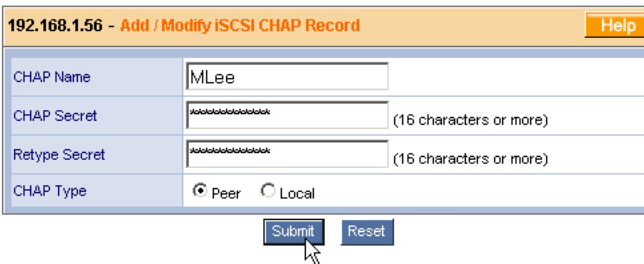 192.168.1.56 - Add / Modify iSCSI CHAP Record Help
CHAP Name MLee
CHAP Secret ************* (16 characters or more)
Retype Secret ************* (16 characters or more)
CHAP Type Peer Local
Submit Reset